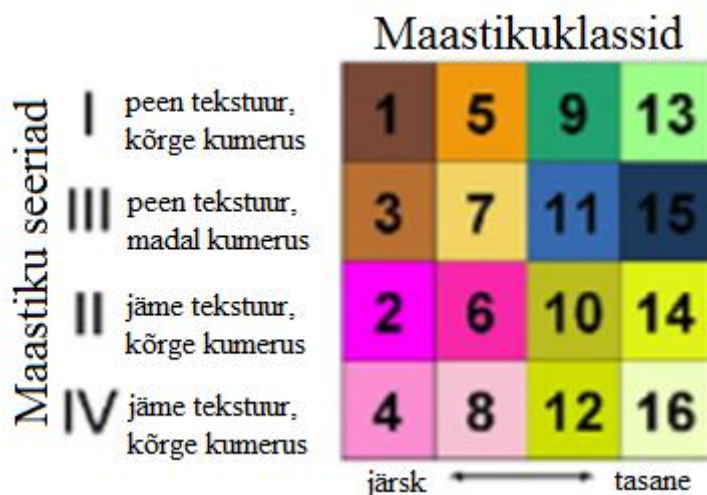 Maastikuklassid
Maastiku seeriad
I peen tekstuur,
kõrge kumerus
1 5 9 13
III peen tekstuur,
madal kumerus
3 7 11 15
II jäme tekstuur,
kõrge kumerus
2 6 10 14
IV jäme tekstuur,
kõrge kumerus
4 8 12 16
järsk tasane